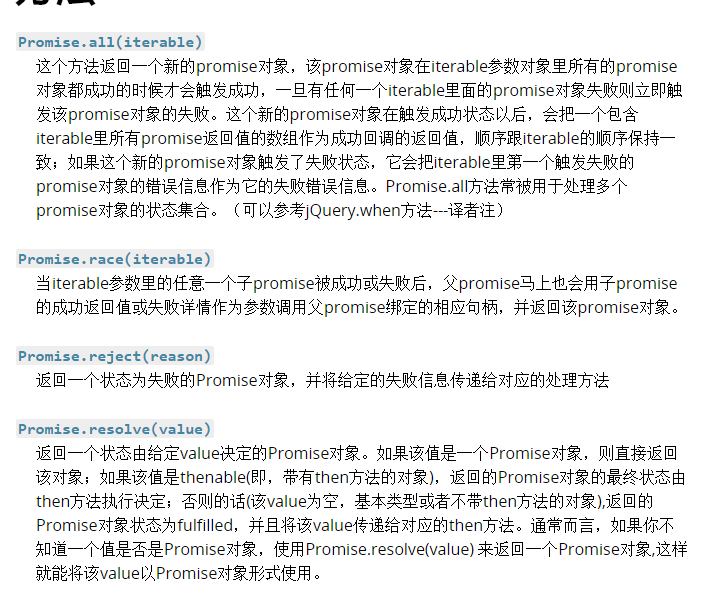 Promise.all(iterable)
这个方法返回一个新的promise对象，该promise对象在iterable参数对象里所有的promise
对象都成功的时候才会触发成功，一旦有任何一个iterable里面的promise对象失败则立即触
发该promise对象的失败。这个新的promise对象在触发成功状态以后，会把一个包含
iterable里所有promise返回值的数组作为成功回调的返回值，顺序跟iterable的顺序保持一
致；如果这个新的promise对象触发了失败状态，它会把iterable里第一个触发失败的
promise对象的错误信息作为它的失败错误信息。Promise.all方法常被用于处理多个
promise对象的状态集合。（可以参考jQuery.when方法---译者注）
Promise.race(iterable)
当iterable参数里的任意一个子promise被成功或失败后，父promise马上也会用子promise
的成功返回值或失败详情作为参数调用父promise绑定的相应句柄，并返回该promise对象。
Promise.reject(reason)
返回一个状态为失败的Promise对象，并将给定的失败信息传递给对应的处理方法
Promise.resolve(value)
返回一个状态由给定value决定的Promise对象。如果该值是一个Promise对象，则直接返回
该对象；如果该值是thenable(即，带有then方法的对象)，返回的Promise对象的最终状态由
then方法执行决定；否则的话(该value为空，基本类型或者不带then方法的对象),返回的
Promise对象状态为fulfilled，并且将该value传递给对应的then方法。通常而言，如果你不
知道一个值是否是Promise对象，使用Promise.resolve(value) 来返回一个Promise对象,这样
就能将该value以Promise对象形式使用。